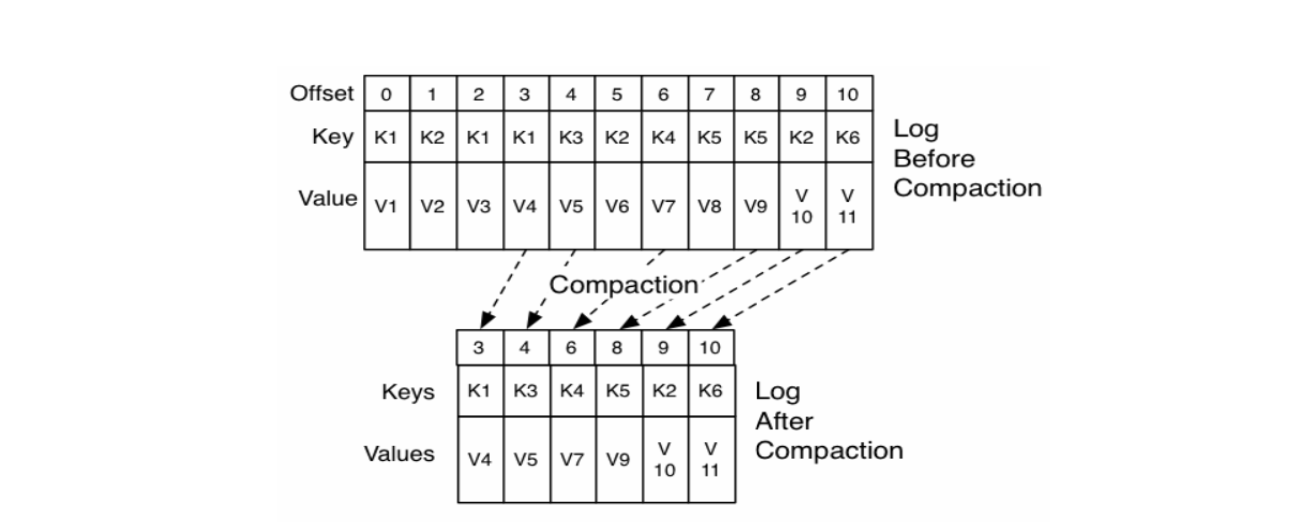 Offset 0 1 2 3 4 5 6 7 8 9 10
Key K1 K2 K1 K1 K3 K2 K4 K5 K5 K2 K6
Value V1 V2 V3 V4 V5 V6 V7 V8 V9 V 10 V 11
Log
Before
Compaction
Compaction
3 4 6 8 9 10
Keys K1 K3 K4 K5 K2 K6
Values V4 V5 V7 V9 V 10 V 11
Log
After
Compaction